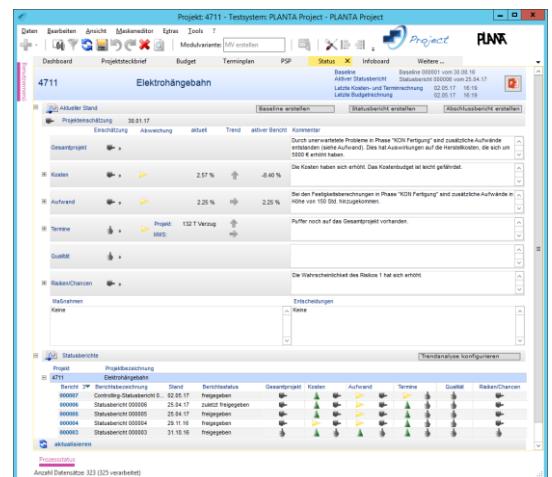 Projekt: 4711 - Testsystem: PLANTA Project - PLANTA Project
Daten Bearbeiten Ansicht Maskeneditor Extras Tools ?
Modulvariante: MV erstellen
Project PLANTA
Dashboard Projektsteckbrief Budget Terminplan PSP Status X Infoboard Weitere ...
4711 Elektrohängebahn
Baseline Baseline 000001 vom 30.08.16
Aktiver Statusbericht Statusbericht 000006 vom 25.04.17
Letzte Kosten- und Terminrechnung 02.05.17 16:19
Letzte Budgetrechnung 02.05.17 16:19
Aktueller Stand Baseline erstellen Statusbericht erstellen Abschlussbericht erstellen
Projekteinschätzung 30.01.17
Einschätzung Abweichung aktuell Trend aktiver Bericht Kommentar
Gesamtprojekt
Durch unerwartete Probleme in Phase "KON Fertigung" sind zusätzliche Aufwände
entstanden (siehe Aufwand). Dies hat Auswirkungen auf die Herstellkosten, die sich um
5000 € erhöht haben.
Kosten 2.57 % -0.40 %
Die Kosten haben sich erhöht. Das Kostenbudget ist leicht gefährdet.
Aufwand 2.25 % 2.25 %
Bei den Festigkeitsberechnungen in Phase "KON Fertigung" sind zusätzliche Aufwände in
Höhe von 150 Std. hinzugekommen.
Termine Projekt: 132 T Verzug
MMS:
Puffer noch auf das Gesamtprojekt vorhanden.
Qualität
Risiken/Chancen
Die Wahrscheinlichkeit des Risikos 1 hat sich erhöht.
Maßnahmen Entscheidungen
Keine Keine
Statusberichte Trendanalyse konfigurieren
Projekt Projektbezeichnung
4711 Elektrohängebahn
Bericht Berichtsbezeichnung Stand Berichtsstatus Gesamtprojekt Kosten Aufwand Termine Qualität Risiken/Chancen
000007 Controlling-Statusbericht 0... 02.05.17 freigegeben
000006 Statusbericht 000006 25.04.17 zuletzt freigegeben
000005 Statusbericht 000005 25.04.17 freigegeben
000004 Statusbericht 000004 29.11.16 freigegeben
000003 Statusbericht 000003 31.10.16 freigegeben
aktualisieren
Prozessstatus
Anzahl Datensätze: 323 (325 verarbeitet)